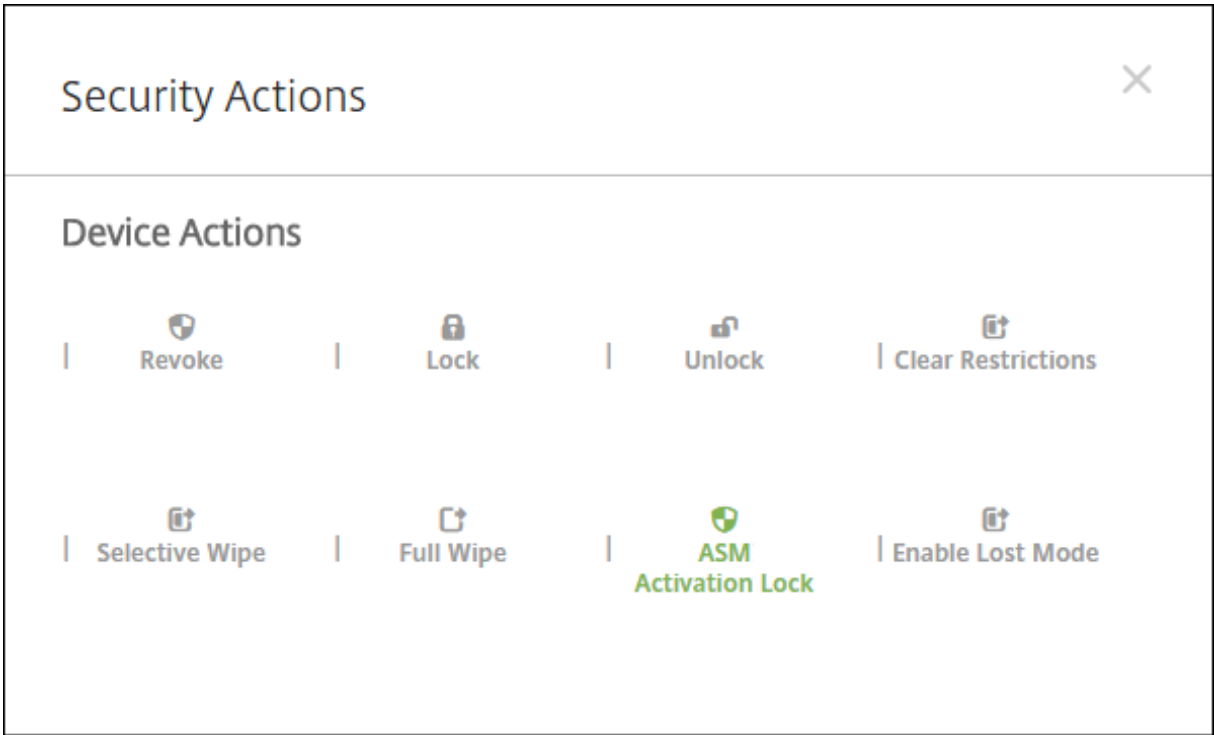 Security Actions
Device Actions
Revoke
Lock
Unlock
Clear Restrictions
Selective Wipe
Full Wipe
ASM
Activation Lock
Enable Lost Mode